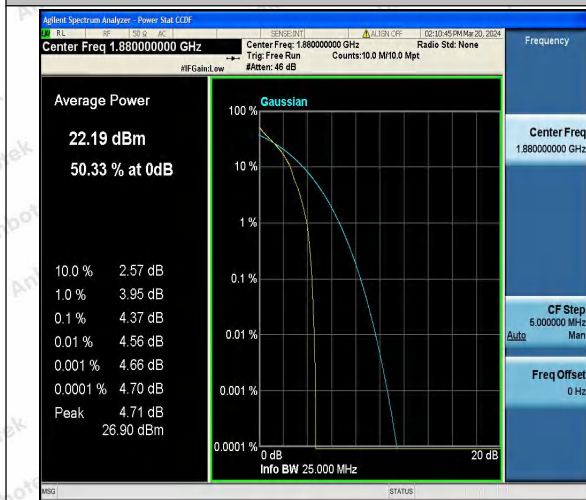 Agilent Spectrum Analyzer - Power Stat CCDF
RL RF 50 Ω AC SENSE:INT ALIGN OFF 02:10:45 PM Mar 20, 2024
Center Freq 1.880000000 GHz
Center Freq: 1.880000000 GHz Radio Std: None
Trig: Free Run Counts:10.0 M/10.0 Mpt
#IFGain:Low #Atten: 46 dB
Frequency
Average Power
22.19 dBm
50.33 % at 0dB
10.0 % 2.57 dB
1.0 % 3.95 dB
0.1 % 4.37 dB
0.01 % 4.56 dB
0.001 % 4.66 dB
0.0001 % 4.70 dB
Peak 4.71 dB
26.90 dBm
Gaussian
100 %
10 %
1 %
0.1 %
0.01 %
0.001 %
0.0001 %
0 dB 20 dB
Info BW 25.000 MHz
Center Freq
1.880000000 GHz
CF Step
5.000000 MHz
Auto Man
Freq Offset
0 Hz
MSG STATUS